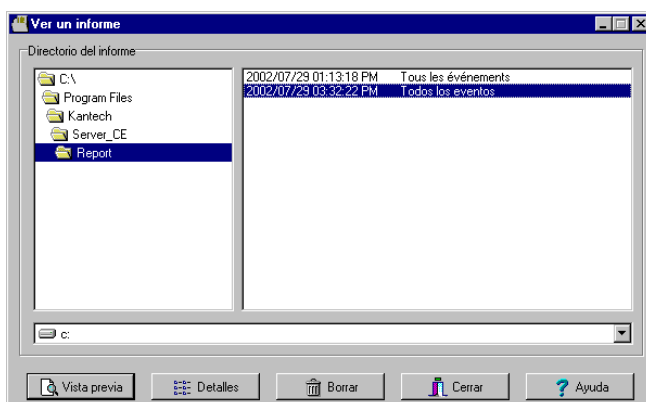 Ver un informe
Directorio del informe
C:\
Program Files
Kantech
Server_CE
Report
2002/07/29 01:13:18 PM Tous les événements
2002/07/29 03:32:22 PM Todos los eventos
c:
Vista previa
Detalles
Borrar
Cerrar
Ayuda